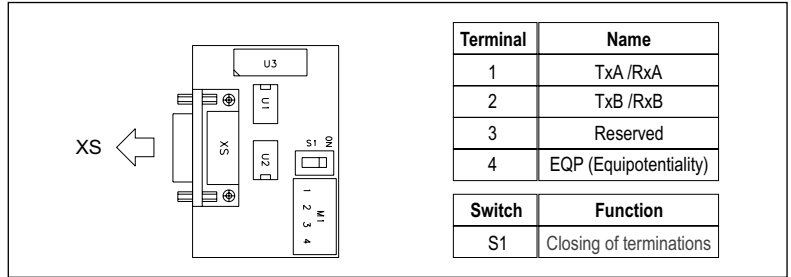 U3
U1
XS
XS
S1 ON
U2
1
2 M1
3
4
Terminal Name
1 TxA /RxA
2 TxB /RxB
3 Reserved
4 EQP (Equipotentiality)
Switch Function
S1 Closing of terminations